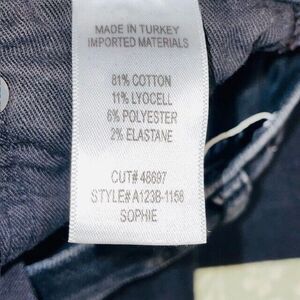 MADE IN TURKEY
IMPORTED MATERIALS
81% COTTON
11% LYOCELL
6% POLYESTER
2% ELASTANE
CUT# 48697
STYLE# A123B-1156
SOPHIE